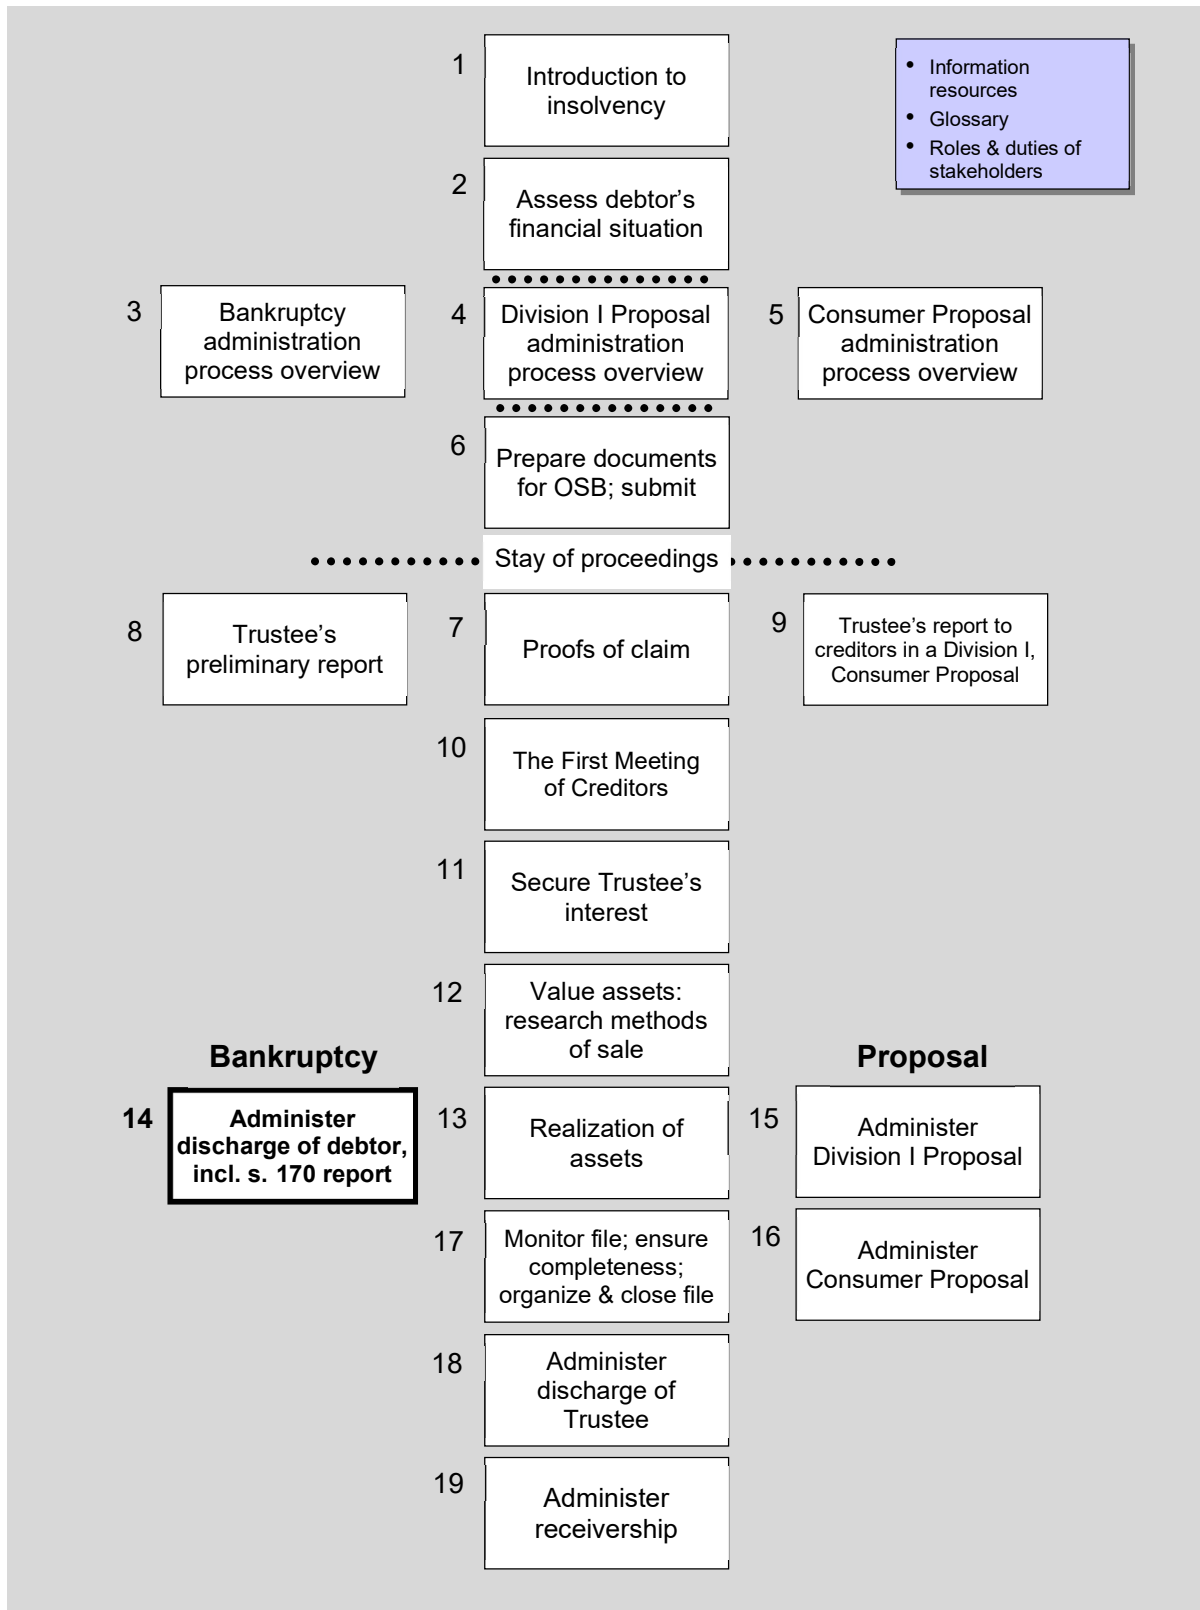 1
Introduction to
insolvency
• Information
resources
• Glossary
• Roles & duties of
stakeholders
2
Assess debtor's
financial situation
3
Bankruptcy
administration
process overview
4
Division I Proposal
administration
process overview
5
Consumer Proposal
administration
process overview
6
Prepare documents
for OSB; submit
Stay of proceedings
8
Trustee's
preliminary report
7
Proofs of claim
9
Trustee's report to
creditors in a Division I,
Consumer Proposal
10
The First Meeting
of Creditors
11
Secure Trustee's
interest
12
Value assets:
research methods
of sale
Bankruptcy
Proposal
14
Administer
discharge of debtor,
incl. s. 170 report
13
Realization of
assets
15
Administer
Division I Proposal
17
Monitor file; ensure
completeness;
organize & close file
16
Administer
Consumer Proposal
18
Administer
discharge of
Trustee
19
Administer
receivership